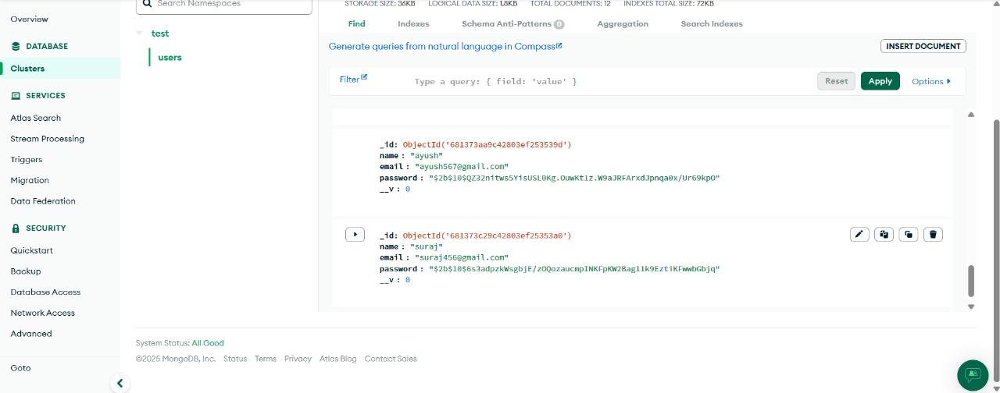 Search Namespaces
STORAGE SIZE: 36KB LOGICAL DATA SIZE: 1.8KB TOTAL DOCUMENTS: 12 INDEXES TOTAL SIZE: 72KB
Overview
DATABASE
Clusters
SERVICES
Atlas Search
Stream Processing
Triggers
Migration
Data Federation
SECURITY
Quickstart
Backup
Database Access
Network Access
Advanced
Goto
test
users
Find Indexes Schema Anti-Patterns 0 Aggregation Search Indexes
Generate queries from natural language in Compass
INSERT DOCUMENT
Filter Type a query: { field: 'value' } Reset Apply Options
_id: ObjectId('681373aa9c42803ef253539d')
name : "ayush"
email : "ayush567@gmail.com"
password : "$2b$10$QZ32nitws5YisUSL0Kg.OuwKt1z.W9aJRFArxdJpnqa0x/Ur69kpO"
__v : 0
_id: ObjectId('681373c29c42803ef25353a0')
name : "suraj"
email : "suraj456@gmail.com"
password : "$2b$10$6s3adpzkWsgbjE/zOQozaucmpINKFpKW2Bag11k9EztiKFwwbGbjq"
__v : 0
System Status: All Good
©2025 MongoDB, Inc. Status Terms Privacy Atlas Blog Contact Sales